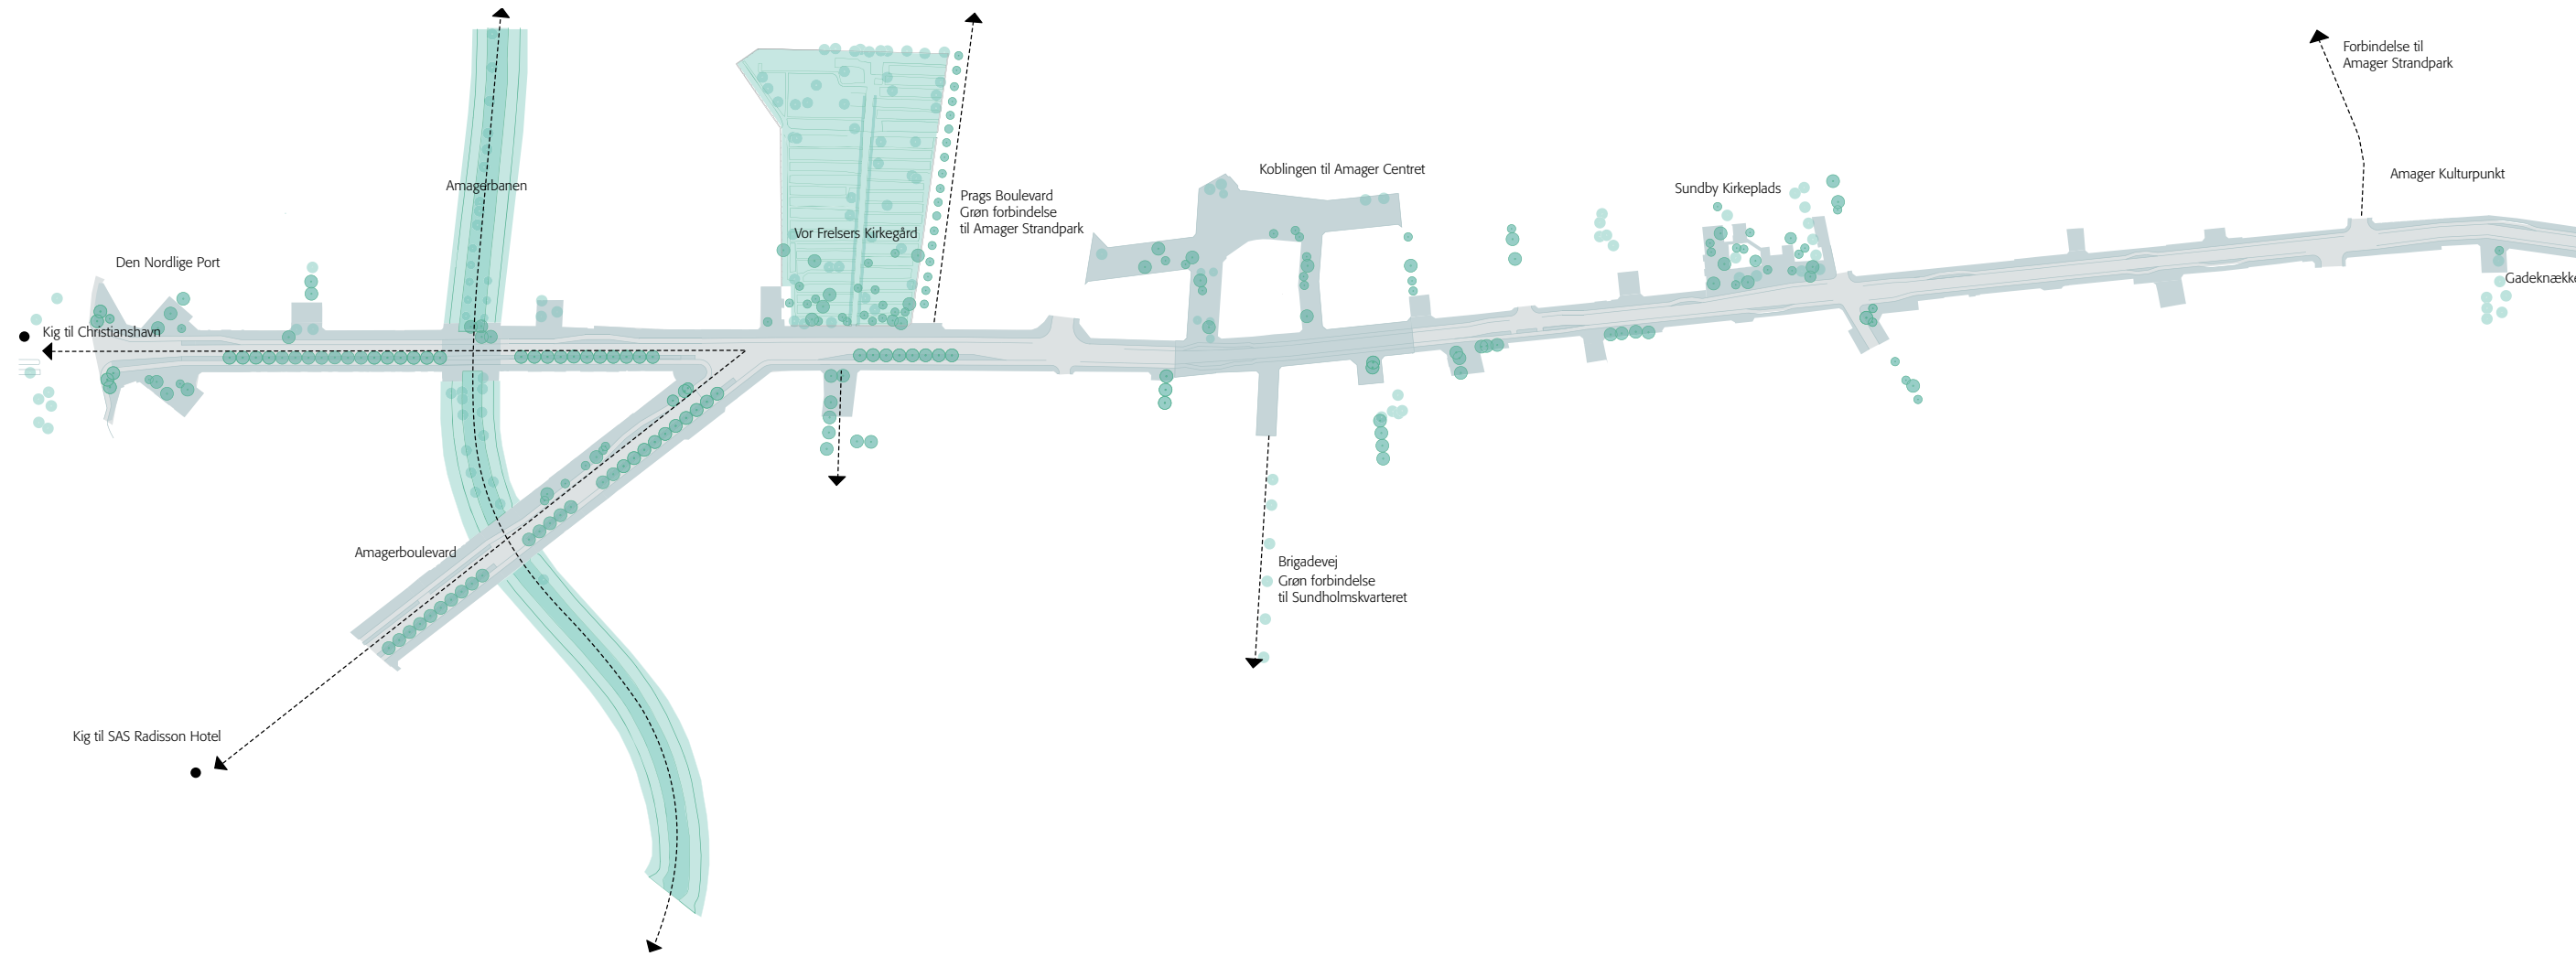 Forbindelse til
Amager Strandpark
Amager Kulturpunkt
Koblingen til Amager Centret
Sundby Kirkeplads
Amagerbanen
Prags Boulevard
Grøn forbindelse
til Amager Strandpark
Vor Frelsers Kirkegård
Den Nordlige Port
Gadeknække
Kig til Christianshavn
Amagerboulevard
Brigadevej
Grøn forbindelse
til Sundholmskvarteret
Kig til SAS Radisson Hotel